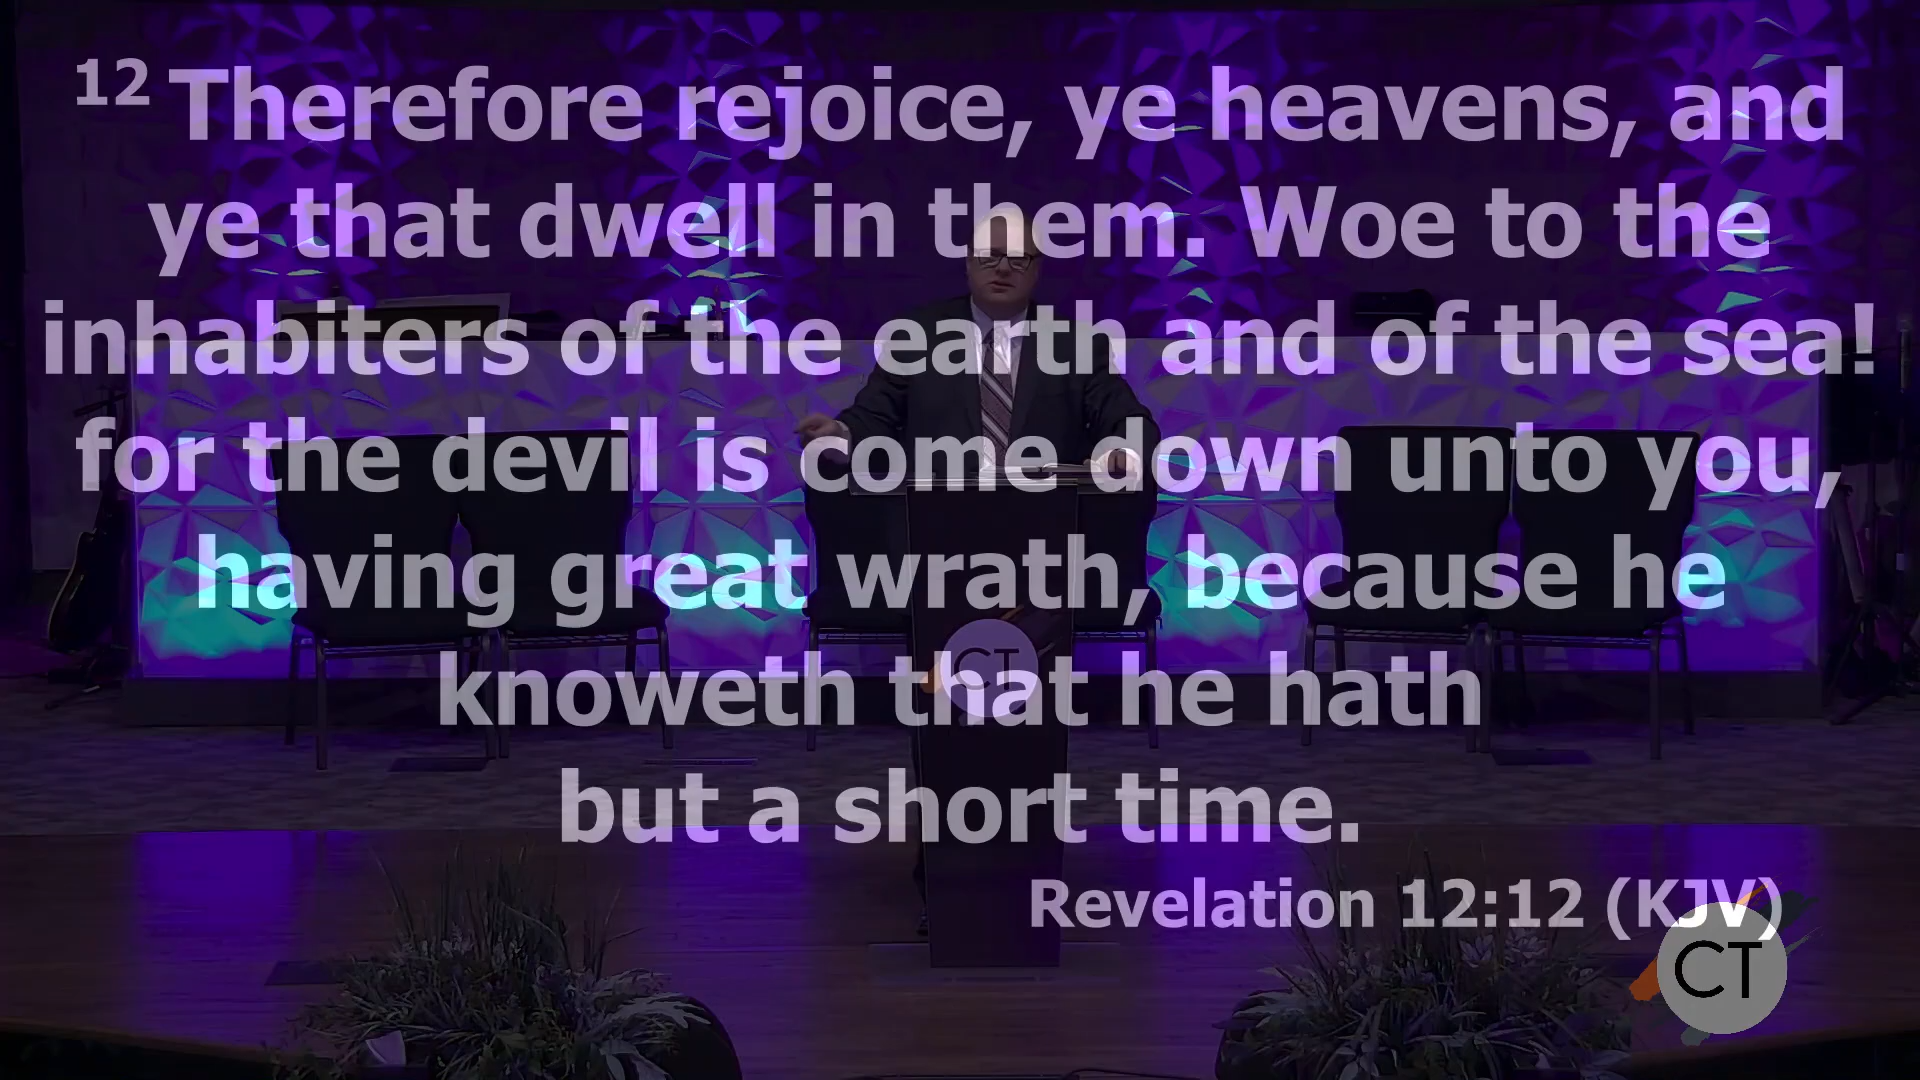 12 Therefore rejoice, ye heavens, and
ye that dwell in them. Woe to the
inhabiters of the earth and of the sea!
for the devil is come down unto you,
having great wrath, because he
knoweth that he hath
but a short time.
Revelation 12:12 (KJV)
CT
CT